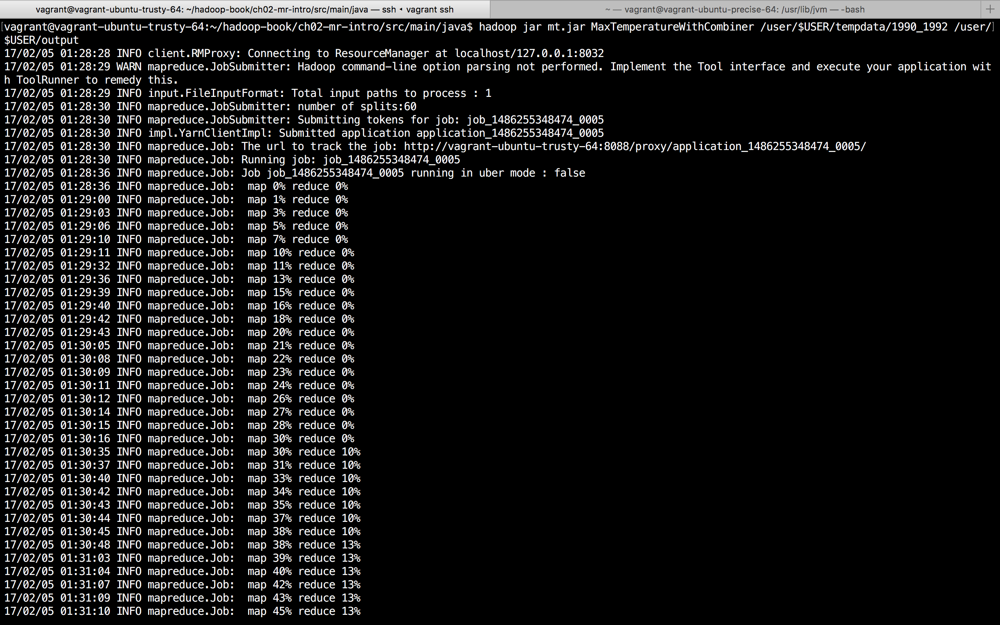 vagrant@vagrant-ubuntu-trusty-64: ~/hadoop-book/ch02-mr-intro/src/main/java — ssh ◂ vagrant ssh
~ — vagrant@vagrant-ubuntu-precise-64: /usr/lib/jvm — -bash
+
[vagrant@vagrant-ubuntu-trusty-64:~/hadoop-book/ch02-mr-intro/src/main/java$ hadoop jar mt.jar MaxTemperatureWithCombiner /user/$USER/tempdata/1990_1992 /user/]
$USER/output
17/02/05 01:28:28 INFO client.RMProxy: Connecting to ResourceManager at localhost/127.0.0.1:8032
17/02/05 01:28:29 WARN mapreduce.JobSubmitter: Hadoop command-line option parsing not performed. Implement the Tool interface and execute your application wit
h ToolRunner to remedy this.
17/02/05 01:28:29 INFO input.FileInputFormat: Total input paths to process : 1
17/02/05 01:28:30 INFO mapreduce.JobSubmitter: number of splits:60
17/02/05 01:28:30 INFO mapreduce.JobSubmitter: Submitting tokens for job: job_1486255348474_0005
17/02/05 01:28:30 INFO impl.YarnClientImpl: Submitted application application_1486255348474_0005
17/02/05 01:28:30 INFO mapreduce.Job: The url to track the job: http://vagrant-ubuntu-trusty-64:8088/proxy/application_1486255348474_0005/
17/02/05 01:28:30 INFO mapreduce.Job: Running job: job_1486255348474_0005
17/02/05 01:28:36 INFO mapreduce.Job: Job job_1486255348474_0005 running in uber mode : false
17/02/05 01:28:36 INFO mapreduce.Job:  map 0% reduce 0%
17/02/05 01:29:00 INFO mapreduce.Job:  map 1% reduce 0%
17/02/05 01:29:03 INFO mapreduce.Job:  map 3% reduce 0%
17/02/05 01:29:06 INFO mapreduce.Job:  map 5% reduce 0%
17/02/05 01:29:10 INFO mapreduce.Job:  map 7% reduce 0%
17/02/05 01:29:11 INFO mapreduce.Job:  map 10% reduce 0%
17/02/05 01:29:32 INFO mapreduce.Job:  map 11% reduce 0%
17/02/05 01:29:36 INFO mapreduce.Job:  map 13% reduce 0%
17/02/05 01:29:39 INFO mapreduce.Job:  map 15% reduce 0%
17/02/05 01:29:40 INFO mapreduce.Job:  map 16% reduce 0%
17/02/05 01:29:42 INFO mapreduce.Job:  map 18% reduce 0%
17/02/05 01:29:43 INFO mapreduce.Job:  map 20% reduce 0%
17/02/05 01:30:05 INFO mapreduce.Job:  map 21% reduce 0%
17/02/05 01:30:08 INFO mapreduce.Job:  map 22% reduce 0%
17/02/05 01:30:09 INFO mapreduce.Job:  map 23% reduce 0%
17/02/05 01:30:11 INFO mapreduce.Job:  map 24% reduce 0%
17/02/05 01:30:12 INFO mapreduce.Job:  map 26% reduce 0%
17/02/05 01:30:14 INFO mapreduce.Job:  map 27% reduce 0%
17/02/05 01:30:15 INFO mapreduce.Job:  map 28% reduce 0%
17/02/05 01:30:16 INFO mapreduce.Job:  map 30% reduce 0%
17/02/05 01:30:35 INFO mapreduce.Job:  map 30% reduce 10%
17/02/05 01:30:37 INFO mapreduce.Job:  map 31% reduce 10%
17/02/05 01:30:40 INFO mapreduce.Job:  map 33% reduce 10%
17/02/05 01:30:42 INFO mapreduce.Job:  map 34% reduce 10%
17/02/05 01:30:43 INFO mapreduce.Job:  map 35% reduce 10%
17/02/05 01:30:44 INFO mapreduce.Job:  map 37% reduce 10%
17/02/05 01:30:45 INFO mapreduce.Job:  map 38% reduce 10%
17/02/05 01:30:48 INFO mapreduce.Job:  map 38% reduce 13%
17/02/05 01:31:03 INFO mapreduce.Job:  map 39% reduce 13%
17/02/05 01:31:04 INFO mapreduce.Job:  map 40% reduce 13%
17/02/05 01:31:07 INFO mapreduce.Job:  map 42% reduce 13%
17/02/05 01:31:09 INFO mapreduce.Job:  map 43% reduce 13%
17/02/05 01:31:10 INFO mapreduce.Job:  map 45% reduce 13%